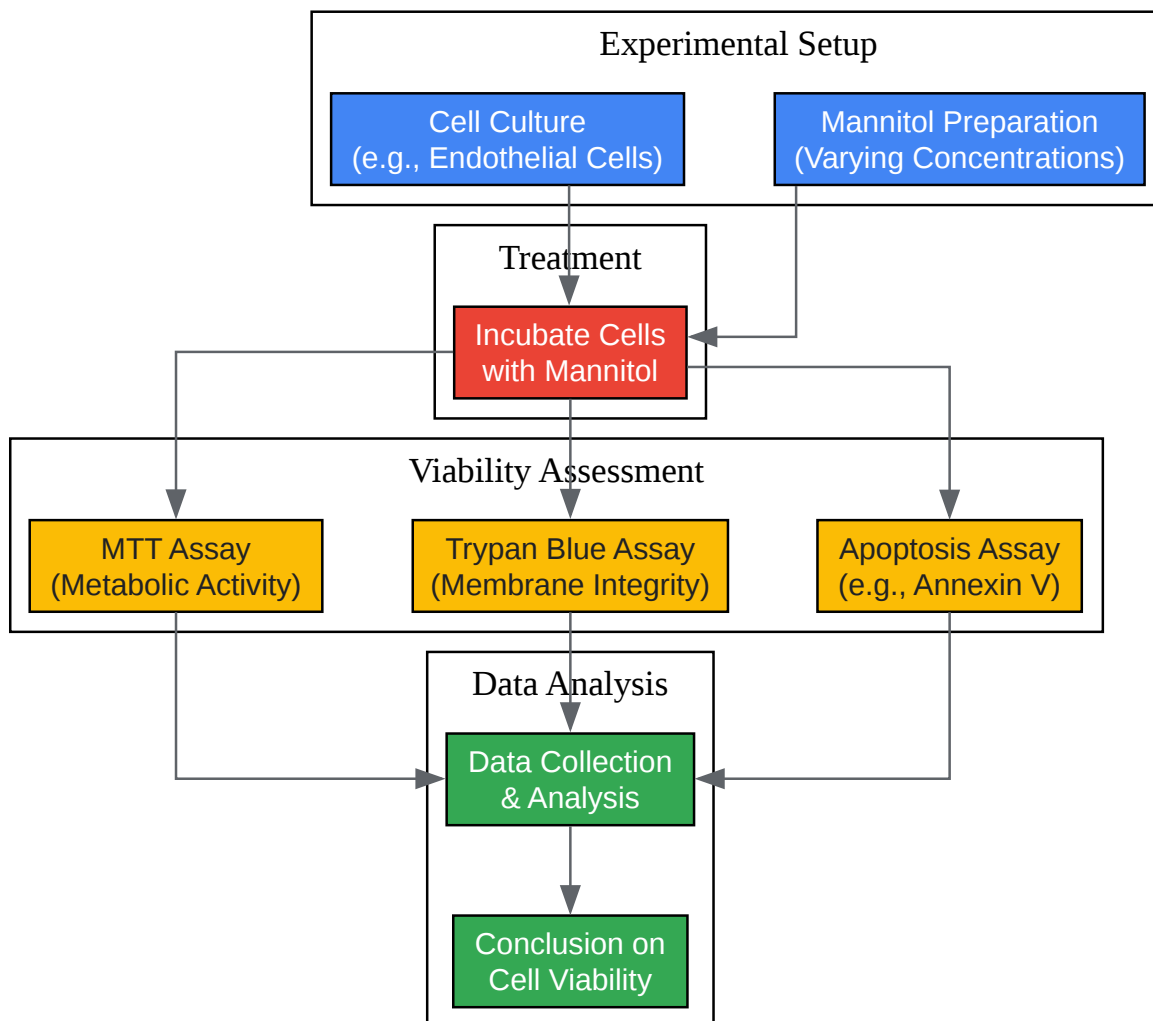 Experimental Setup
Cell Culture
(e.g., Endothelial Cells)
Mannitol Preparation
(Varying Concentrations)
Treatment
Incubate Cells
with Mannitol
Viability Assessment
MTT Assay
(Metabolic Activity)
Trypan Blue Assay
(Membrane Integrity)
Apoptosis Assay
(e.g., Annexin V)
Data Analysis
Data Collection
& Analysis
Conclusion on
Cell Viability